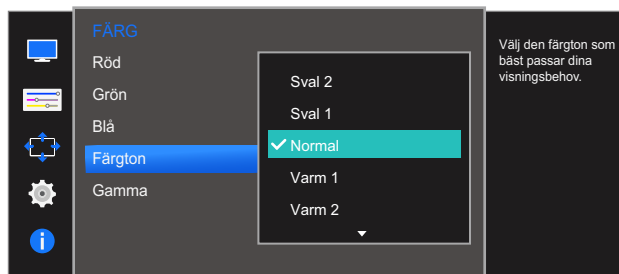 FÄRG
Röd
Grön
Blå
Färgton
Gamma
Sval 2
Sval 1
Normal
Varm 1
Varm 2
Välj den färgton som
bäst passar dina
visningsbehov.